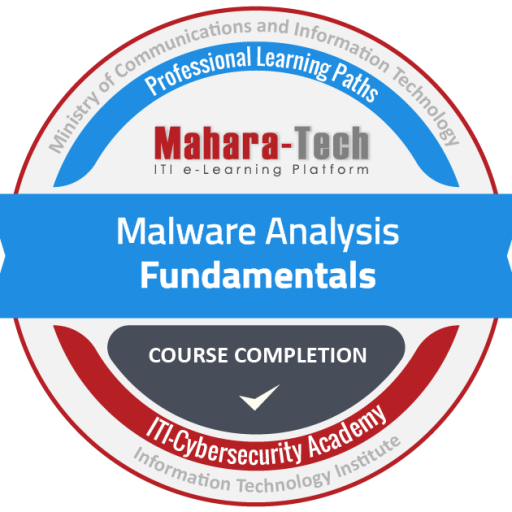 Ministry of Communications and Information Technology
Professional Learning Paths
Mahara-Tech
ITI e-Learning Platform
Malware Analysis
Fundamentals
COURSE COMPLETION
ITI-Cybersecurity Academy
Information Technology Institute